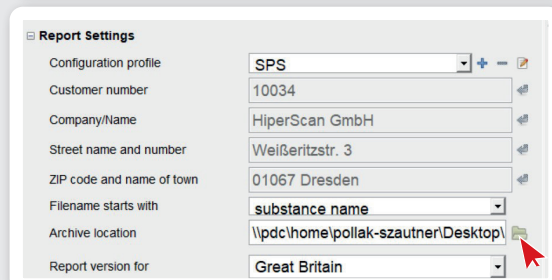 Report Settings
Configuration profile SPS
Customer number 10034
Company/Name HiperScan GmbH
Street name and number Weißeritzstr. 3
ZIP code and name of town 01067 Dresden
Filename starts with substance name
Archive location \\pdc\home\pollak-szautner\Desktop\
Report version for Great Britain